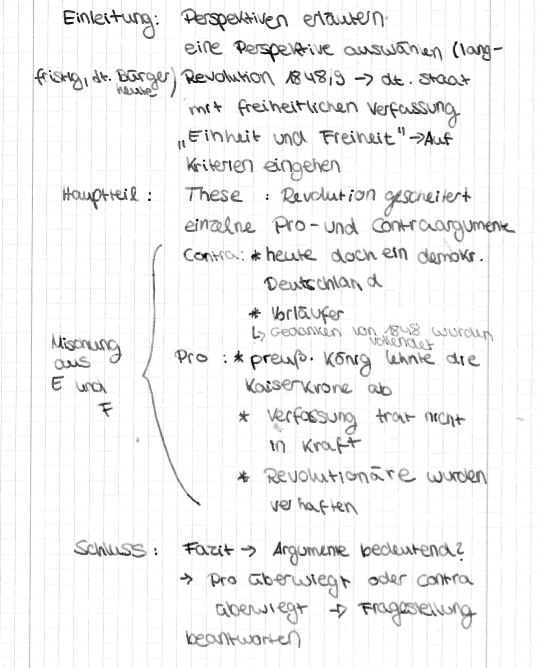 Einleitung: Perspektiven erläutern
eine Perspektive auswählen (lang-
fristig, dt. Bürger heute) Revolution 1848/9 → dt. Staat
mit freiheitlichen Verfassung
"Einheit und Freiheit" → Auf
Kriterien eingehen
Hauptteil: These: Revolution gescheitert
einzelne Pro- und Contraargumente
Contra: * heute doch ein demokr.
Deutschland
* Vorläufer
↳ Gedanken von 1848 wurden
vollendet
Mischung
aus
E und
F
Pro: * preuß. König lehnte die
Kaiserkrone ab
* Verfassung trat nicht
in Kraft
* Revolutionäre wurden
verhaften
Schluss: Fazit → Argumente bedeutend?
→ Pro überwiegt oder contra
überwiegt → Fragestellung
beantworten